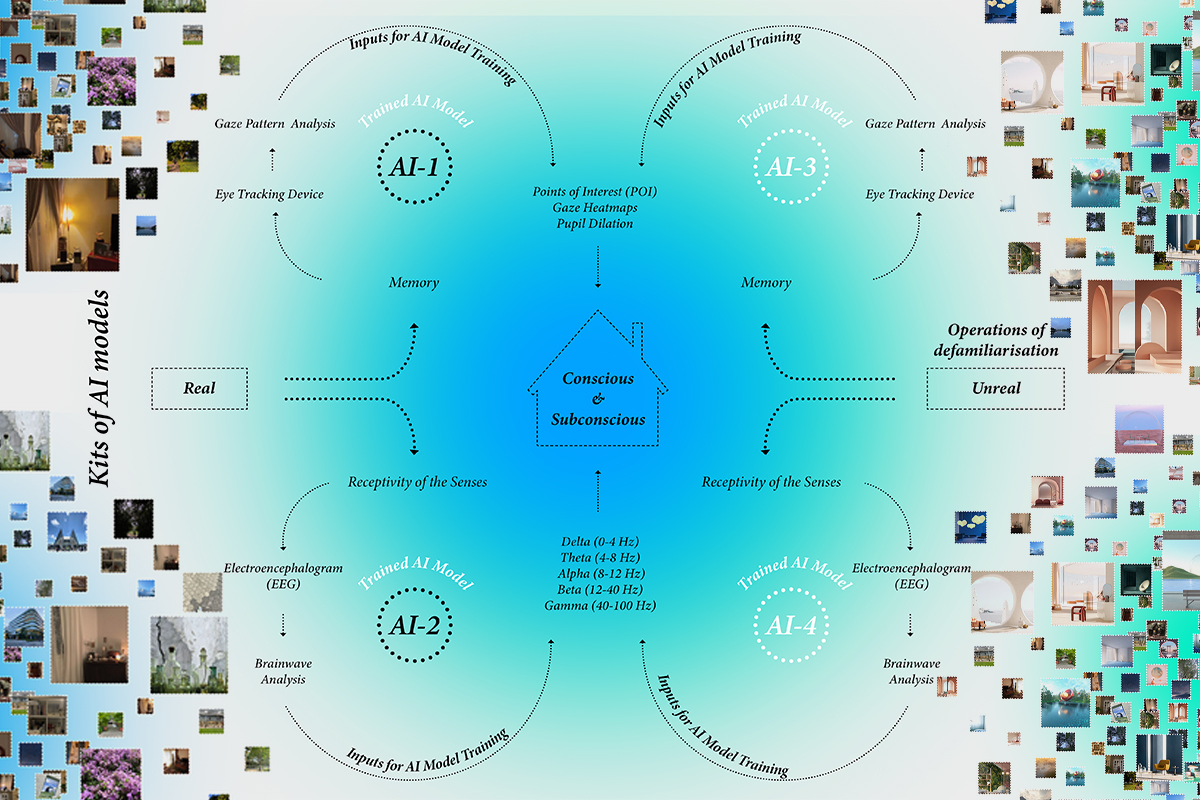 Inputs for AI Model Training
Trained AI Model
AI-1
Gaze Pattern Analysis
Eye Tracking Device
Memory
Points of Interest (POI)
Gaze Heatmaps
Pupil Dilation
Inputs for AI Model Training
Trained AI Model
AI-3
Gaze Pattern Analysis
Eye Tracking Device
Memory
Kits of AI models
Real
Conscious
&
Subconscious
Operations of
defamiliarisation
Unreal
Receptivity of the Senses
Electroencephalogram
(EEG)
Brainwave
Analysis
Trained AI Model
AI-2
Inputs for AI Model Training
Delta (0-4 Hz)
Theta (4-8 Hz)
Alpha (8-12 Hz)
Beta (12-40 Hz)
Gamma (40-100 Hz)
Receptivity of the Senses
Electroencephalogram
(EEG)
Brainwave
Analysis
Trained AI Model
AI-4
Inputs for AI Model Training